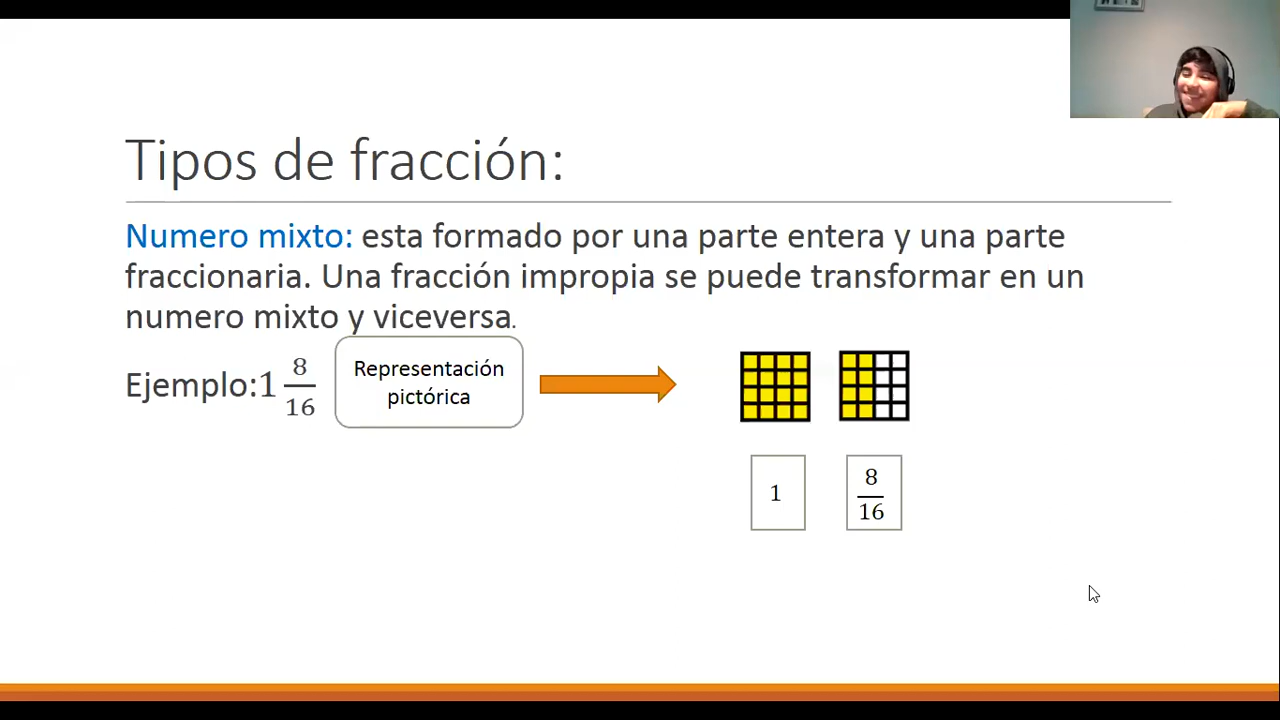 Tipos de fracción:
Numero mixto: esta formado por una parte entera y una parte
fraccionaria. Una fracción impropia se puede transformar en un
numero mixto y viceversa.
Ejemplo:1 8/16
Representación
pictórica
1
8/16